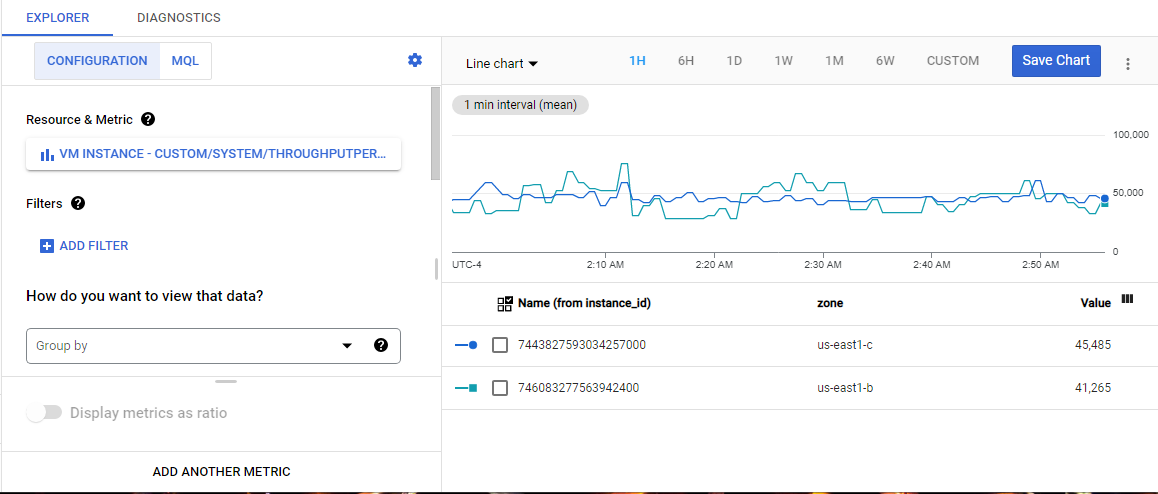 EXPLORER DIAGNOSTICS
CONFIGURATION MQL
Line chart 1H 6H 1D 1W 1M 6W CUSTOM Save Chart
1 min interval (mean)
Resource & Metric ?
VM INSTANCE - CUSTOM/SYSTEM/THROUGHPUTPER...
Filters ?
ADD FILTER
How do you want to view that data?
Group by ?
Display metrics as ratio
ADD ANOTHER METRIC
100,000
50,000
0
UTC-4 2:10 AM 2:20 AM 2:30 AM 2:40 AM 2:50 AM
Name (from instance_id) zone Value
7443827593034257000 us-east1-c 45,485
746083277563942400 us-east1-b 41,265